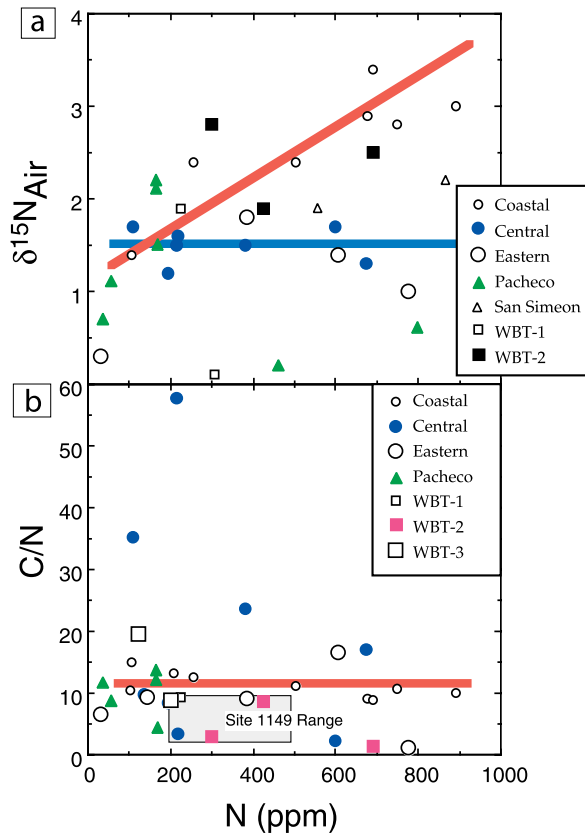 a
4
3
2
1
δ15NAir
Coastal
Central
Eastern
Pacheco
San Simeon
WBT-1
WBT-2
b
60
50
40
30
20
10
0
C/N
Coastal
Central
Eastern
Pacheco
WBT-1
WBT-2
WBT-3
Site 1149 Range
0 200 400 600 800 1000
N (ppm)